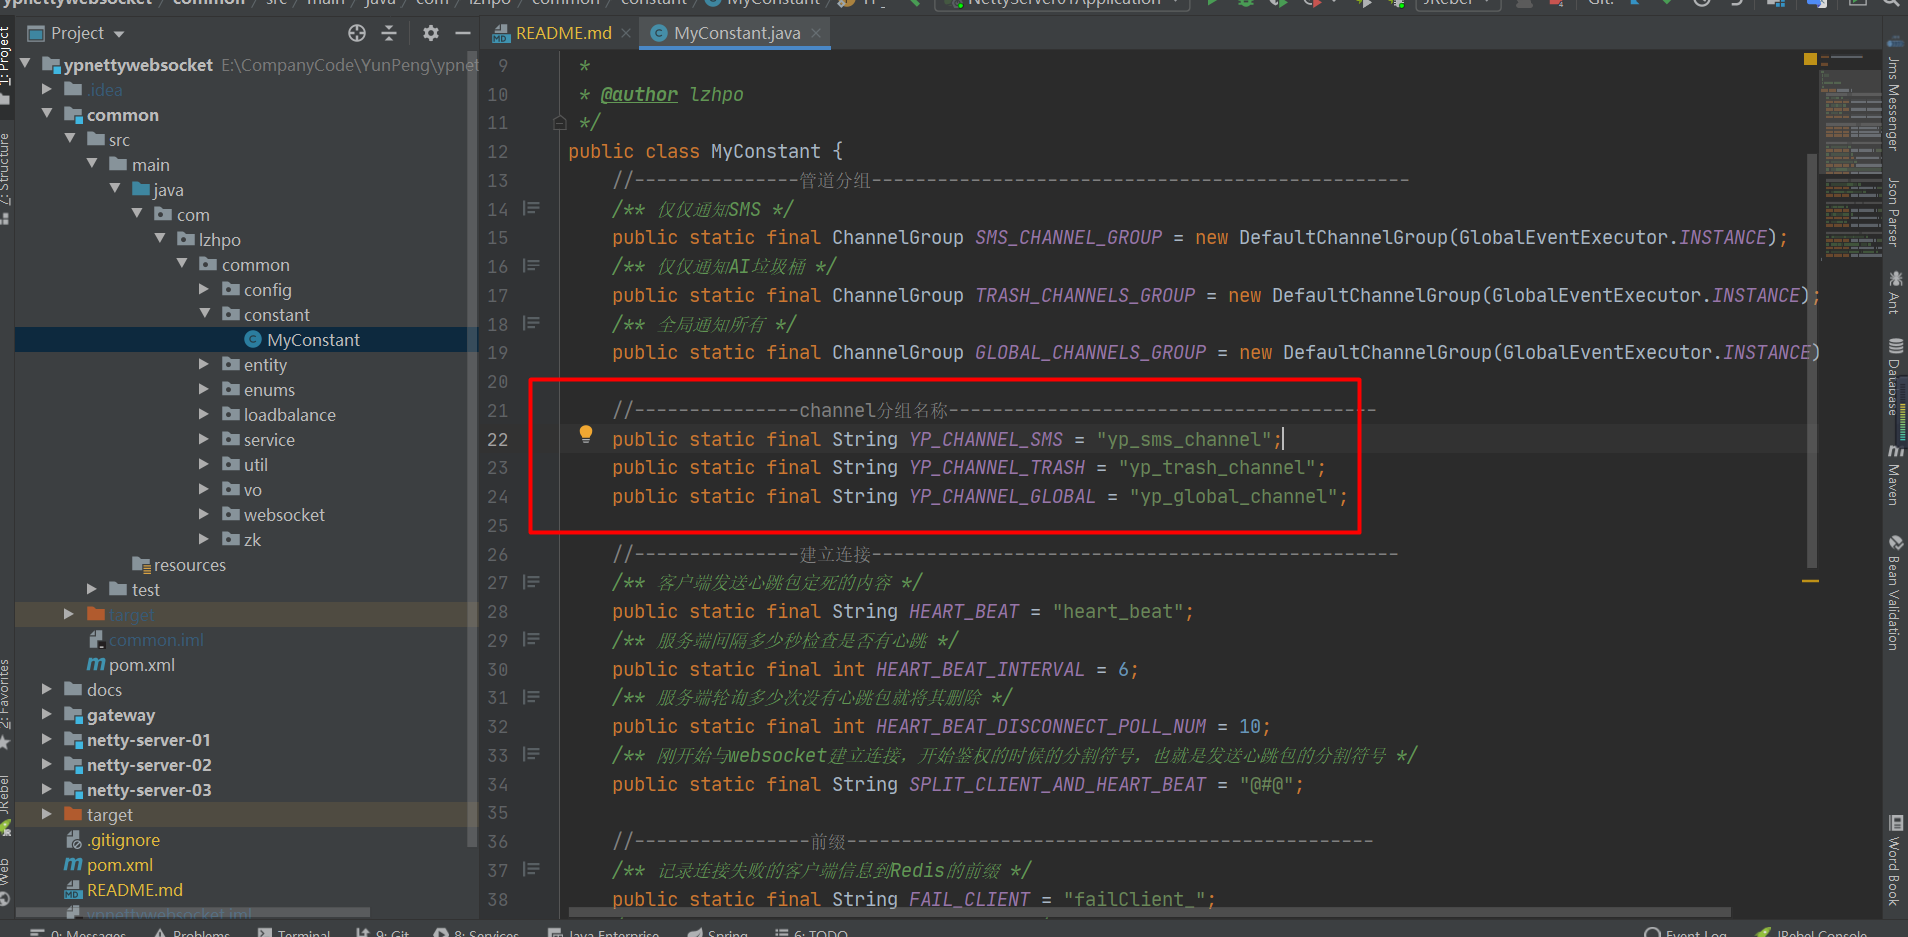 ypnettywebsocket / common / src / main / java / com / lzhpo / common / constant / MyConstant
NettyServer01Application
JRebel
Git:
1: Project
Project
README.md
MyConstant.java
ypnettywebsocket E:\CompanyCode\YunPeng\ypnet
.idea
common
src
main
java
com
lzhpo
common
config
constant
MyConstant
entity
enums
loadbalance
service
util
vo
websocket
zk
resources
test
target
common.iml
pom.xml
docs
gateway
netty-server-01
netty-server-02
netty-server-03
target
.gitignore
pom.xml
README.md
ypnettywebsocket.iml
7: Structure
2: Favorites
JRebel
Web
9 *
10 * @author lzhpo
11 */
12 public class MyConstant {
13 //---------------管道分组-------------------------------------------------
14 /** 仅仅通知SMS */
15 public static final ChannelGroup SMS_CHANNEL_GROUP = new DefaultChannelGroup(GlobalEventExecutor.INSTANCE);
16 /** 仅仅通知AI垃圾桶 */
17 public static final ChannelGroup TRASH_CHANNELS_GROUP = new DefaultChannelGroup(GlobalEventExecutor.INSTANCE);
18 /** 全局通知所有 */
19 public static final ChannelGroup GLOBAL_CHANNELS_GROUP = new DefaultChannelGroup(GlobalEventExecutor.INSTANCE)
20
21 //---------------channel分组名称---------------------------------------
22 public static final String YP_CHANNEL_SMS = "yp_sms_channel";
23 public static final String YP_CHANNEL_TRASH = "yp_trash_channel";
24 public static final String YP_CHANNEL_GLOBAL = "yp_global_channel";
25
26 //---------------建立连接------------------------------------------------
27 /** 客户端发送心跳包定死的内容 */
28 public static final String HEART_BEAT = "heart_beat";
29 /** 服务端间隔多少秒检查是否有心跳 */
30 public static final int HEART_BEAT_INTERVAL = 6;
31 /** 服务端轮询多少次没有心跳包就将其删除 */
32 public static final int HEART_BEAT_DISCONNECT_POLL_NUM = 10;
33 /** 刚开始与websocket建立连接，开始鉴权的时候的分割符号，也就是发送心跳包的分割符号 */
34 public static final String SPLIT_CLIENT_AND_HEART_BEAT = "@#@";
35
36 //----------------前缀------------------------------------------------
37 /** 记录连接失败的客户端信息到Redis的前缀 */
38 public static final String FAIL_CLIENT = "failClient_";
Jms Messenger
Json Parser
Ant
Database
Maven
Bean Validation
Word Book
0: Messages
Problems
Terminal
9: Git
8: Services
Java Enterprise
Spring
6: TODO
Event Log
JRebel Console